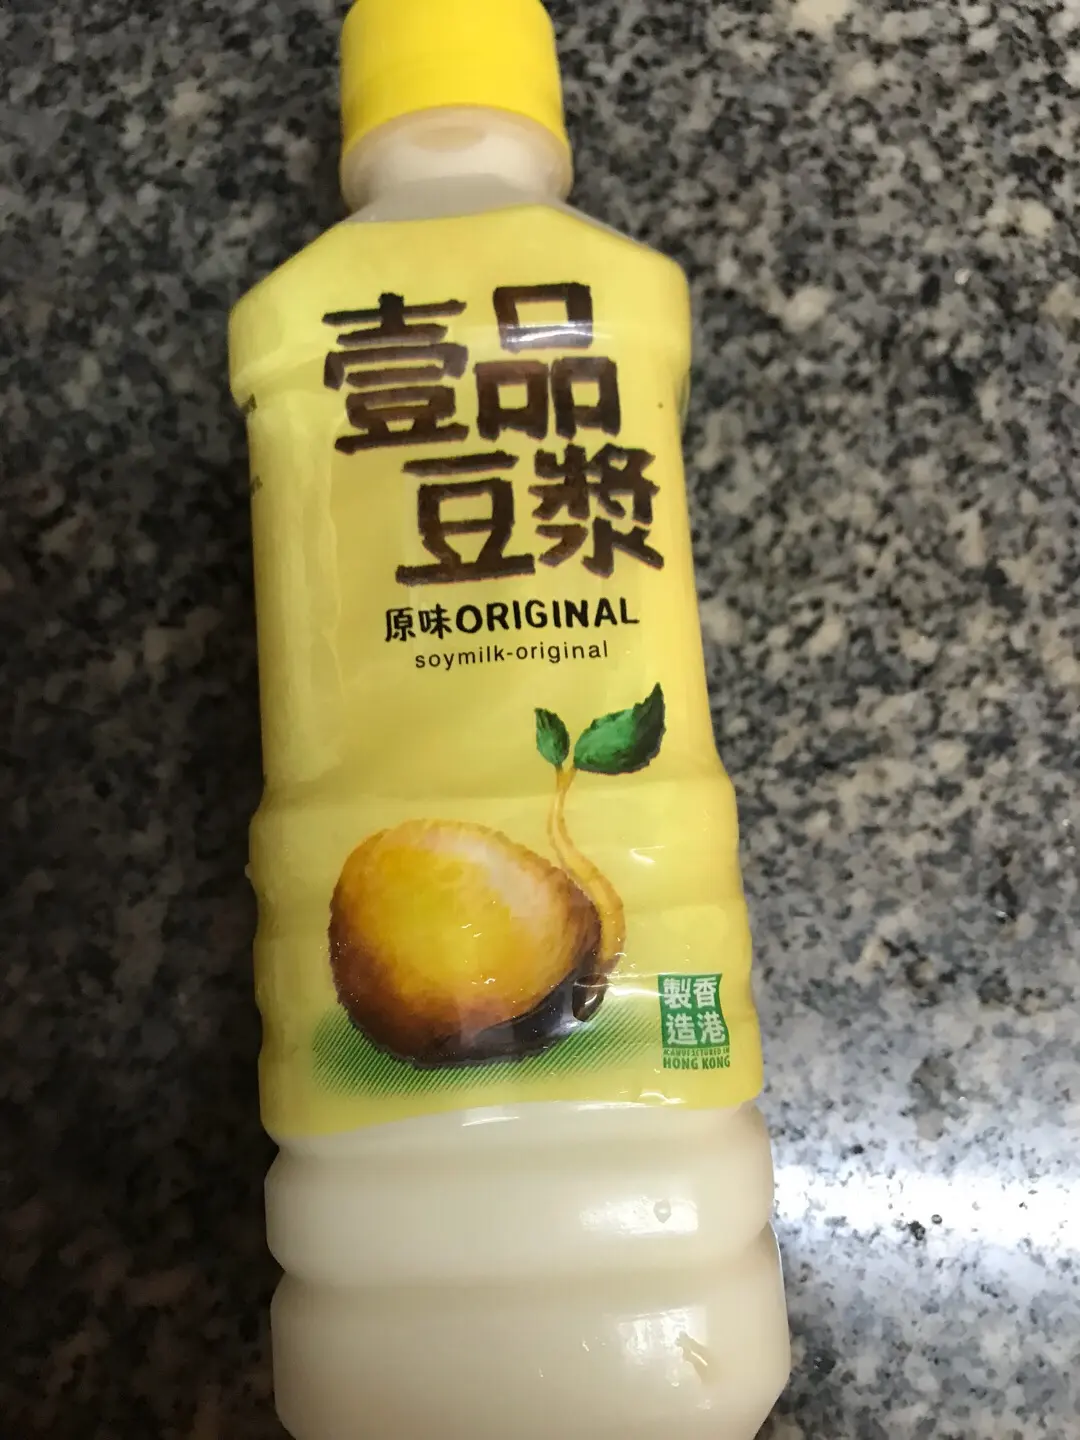 壹品
豆漿
原味ORIGINAL
soymilk-original
香港
製造
MANUFACTURED IN
HONG KONG